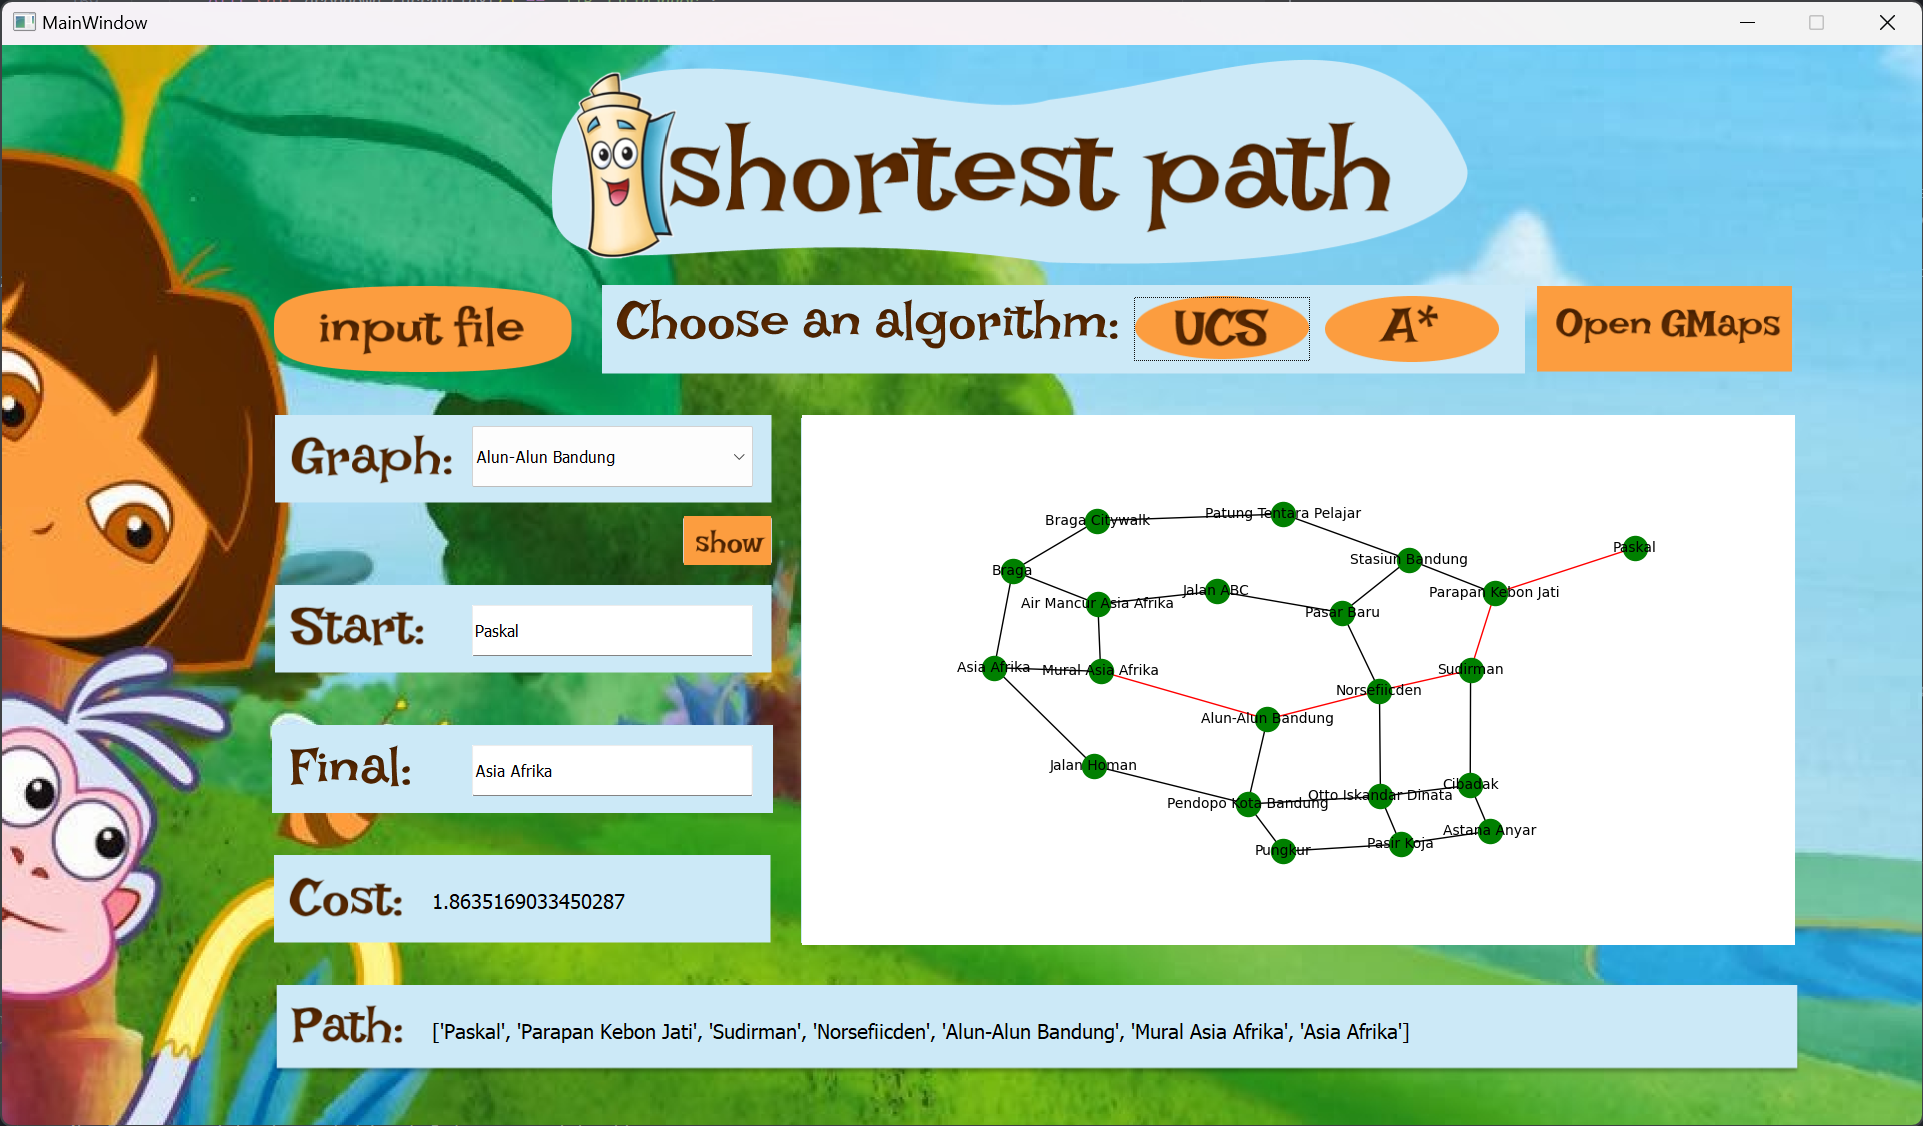 MainWindow
shortest path
input file
Choose an algorithm:
UCS
A*
Open GMaps
Graph:
Alun-Alun Bandung
show
Start:
Paskal
Final:
Asia Afrika
Cost:
1.8635169033450287
Braga Citywalk
Patung Tentara Pelajar
Paskal
Stasiun Bandung
Braga
Jalan ABC
Parapan Kebon Jati
Air Mancur Asia Afrika
Pasar Baru
Asia Afrika
Mural Asia Afrika
Sudirman
Norsefiicden
Alun-Alun Bandung
Jalan Homan
Cibadak
Otto Iskandar Dinata
Pendopo Kota Bandung
Astana Anyar
Pasir Koja
Pungkur
Path:
['Paskal', 'Parapan Kebon Jati', 'Sudirman', 'Norsefiicden', 'Alun-Alun Bandung', 'Mural Asia Afrika', 'Asia Afrika']